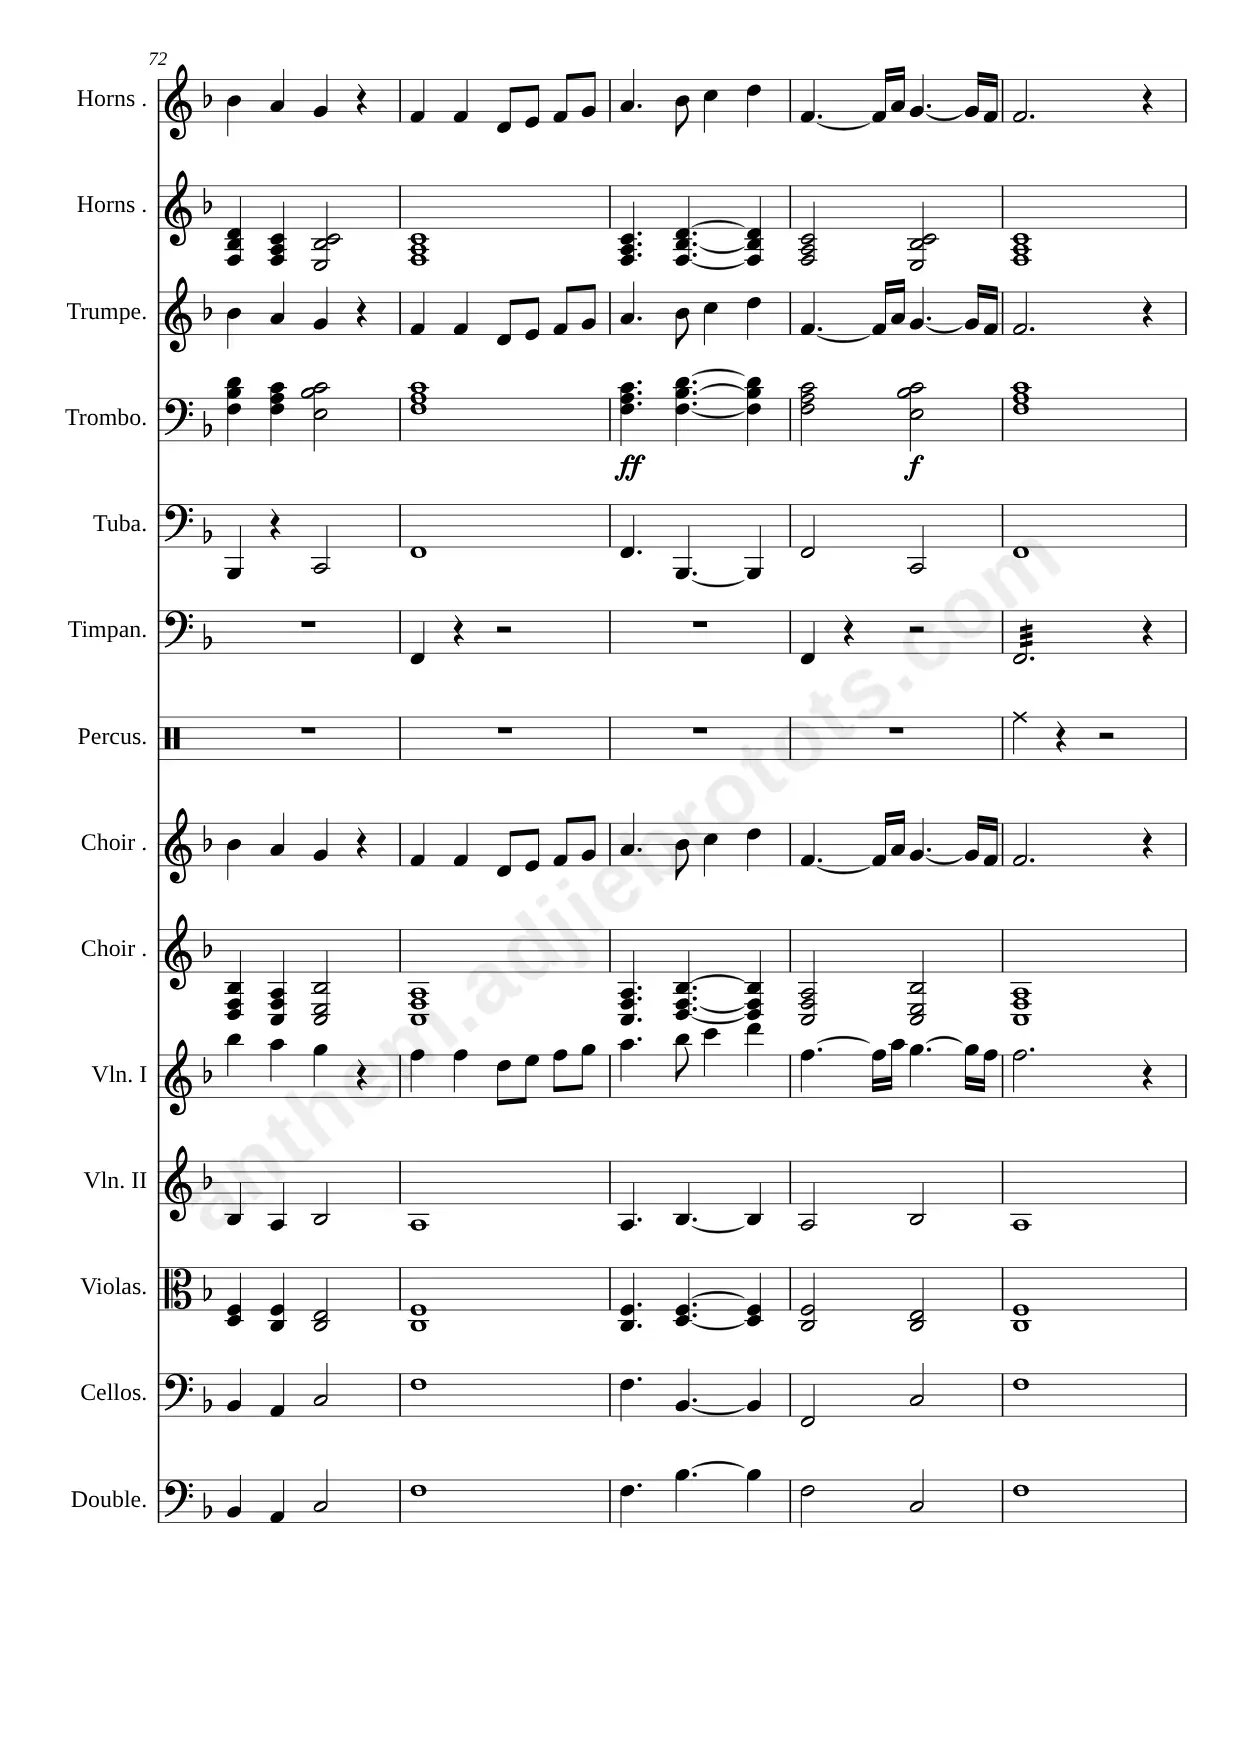 72
Horns .
Horns .
Trumpe.
Trombo.
ff f
Tuba.
Timpan.
Percus.
Choir .
Choir .
Vln. I
Vln. II
Violas.
Cellos.
Double.
anthem.adjiebrotots.com